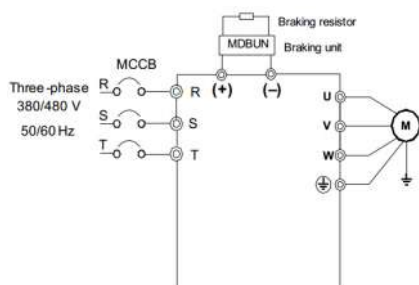 Braking resistor
MDBUN
Braking unit
MCCB
Three-phase
380/480 V
50/60 Hz
R
R
(+)
(−)
S
S
T
T
U
V
W
M